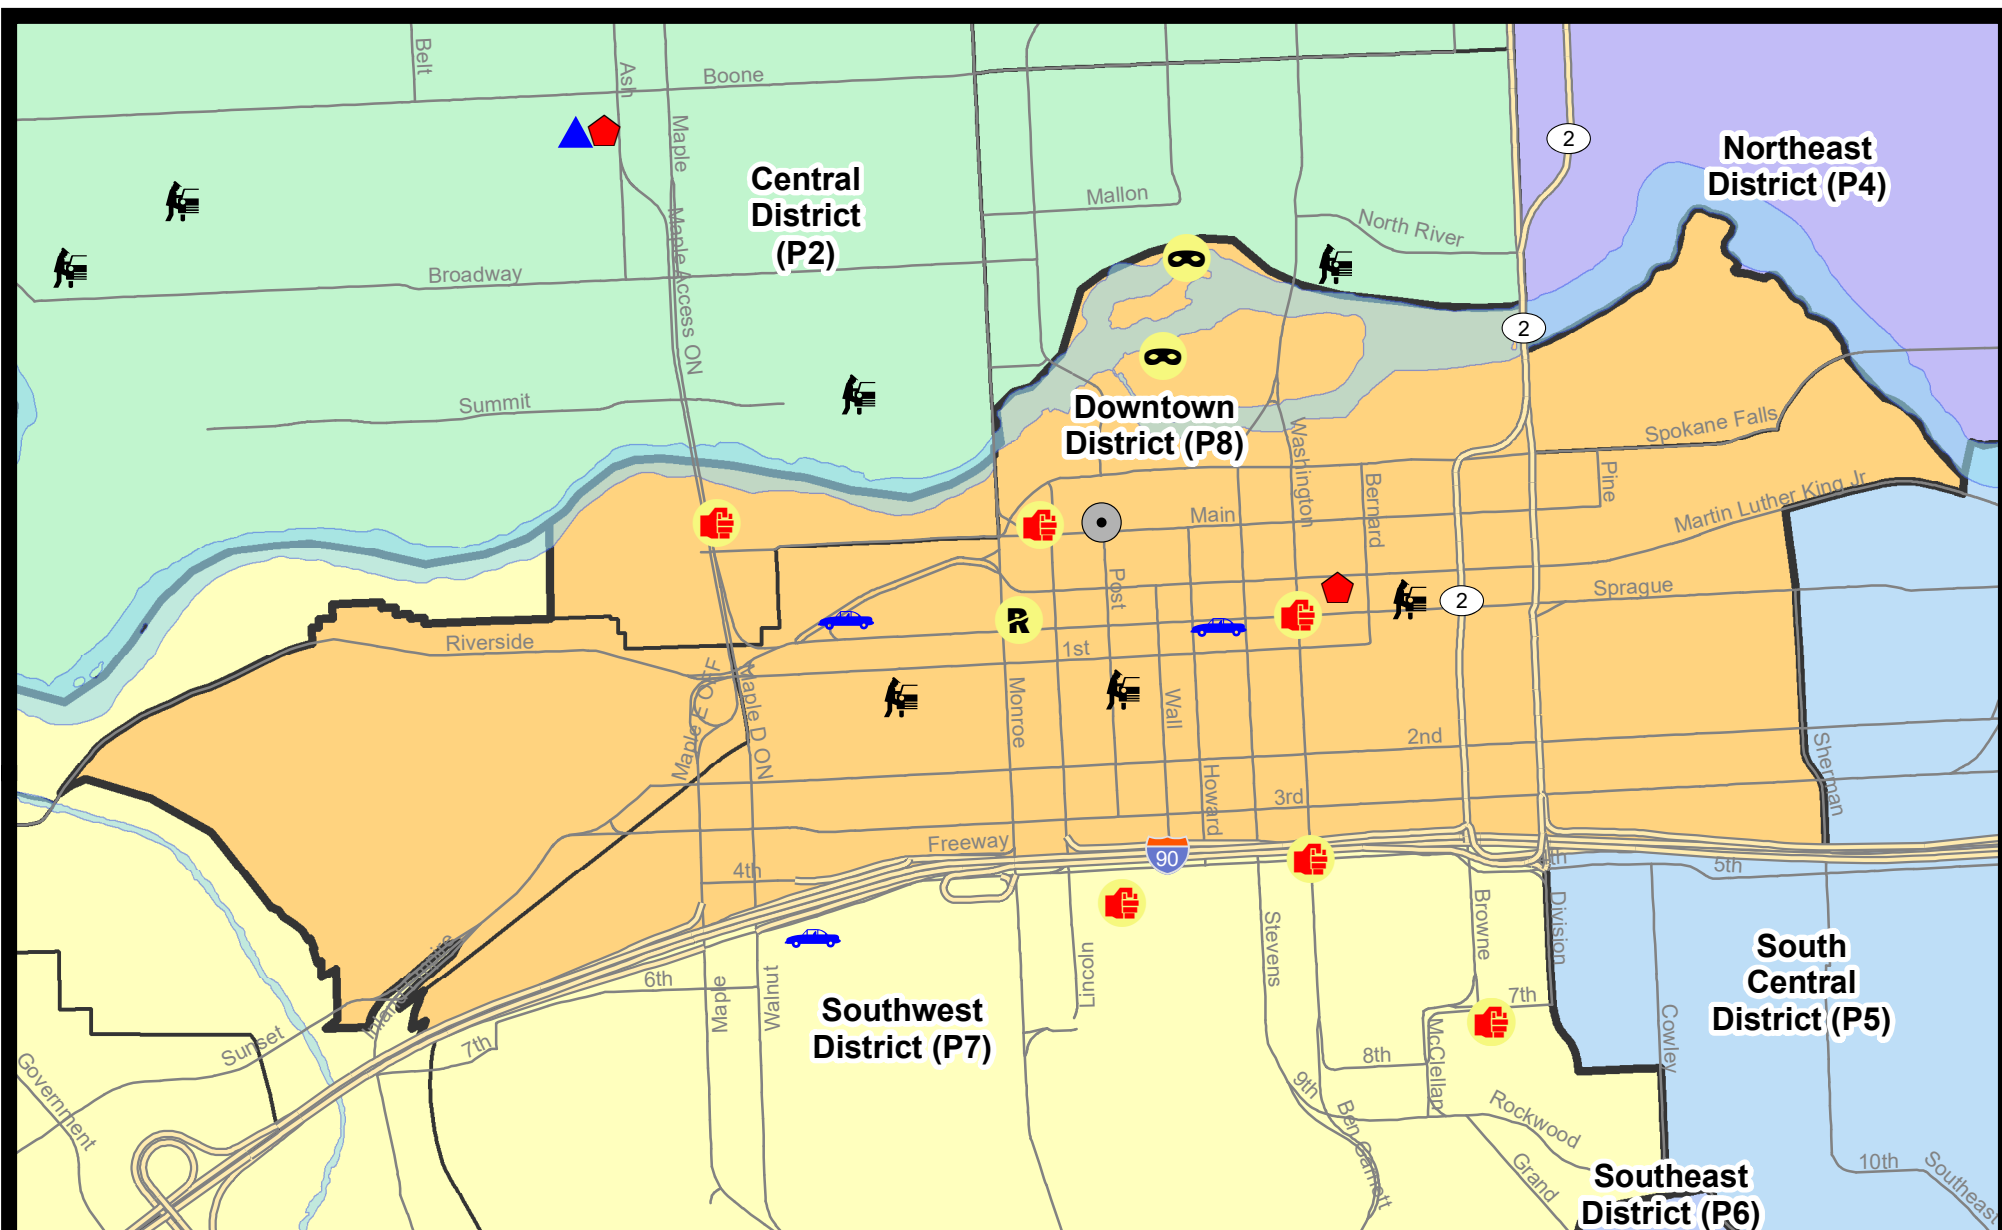 Belt
Ash
Boone
Maple
2
Northeast
District (P4)
Central
District
(P2)
Mallon
North River
Maple Access ON
Broadway
2
Summit
Downtown
District (P8)
Spokane Falls
Washington
Bernard
Pine
Martin Luther King Jr
Main
Post
Sprague
2
R
Riverside
1st
Maple E OFF
Maple D ON
Monroe
Wall
2nd
Sherman
Howard
3rd
Freeway
90
4th
4th
5th
Browne
Division
Stevens
Lincoln
South
Central
District (P5)
Inland Empire
6th
Maple
Walnut
Southwest
District (P7)
7th
Sunset
7th
McClellan
Cowley
8th
Government
9th
Ben Garnett
Rockwood
Grand
10th
Southeast
Southeast
District (P6)